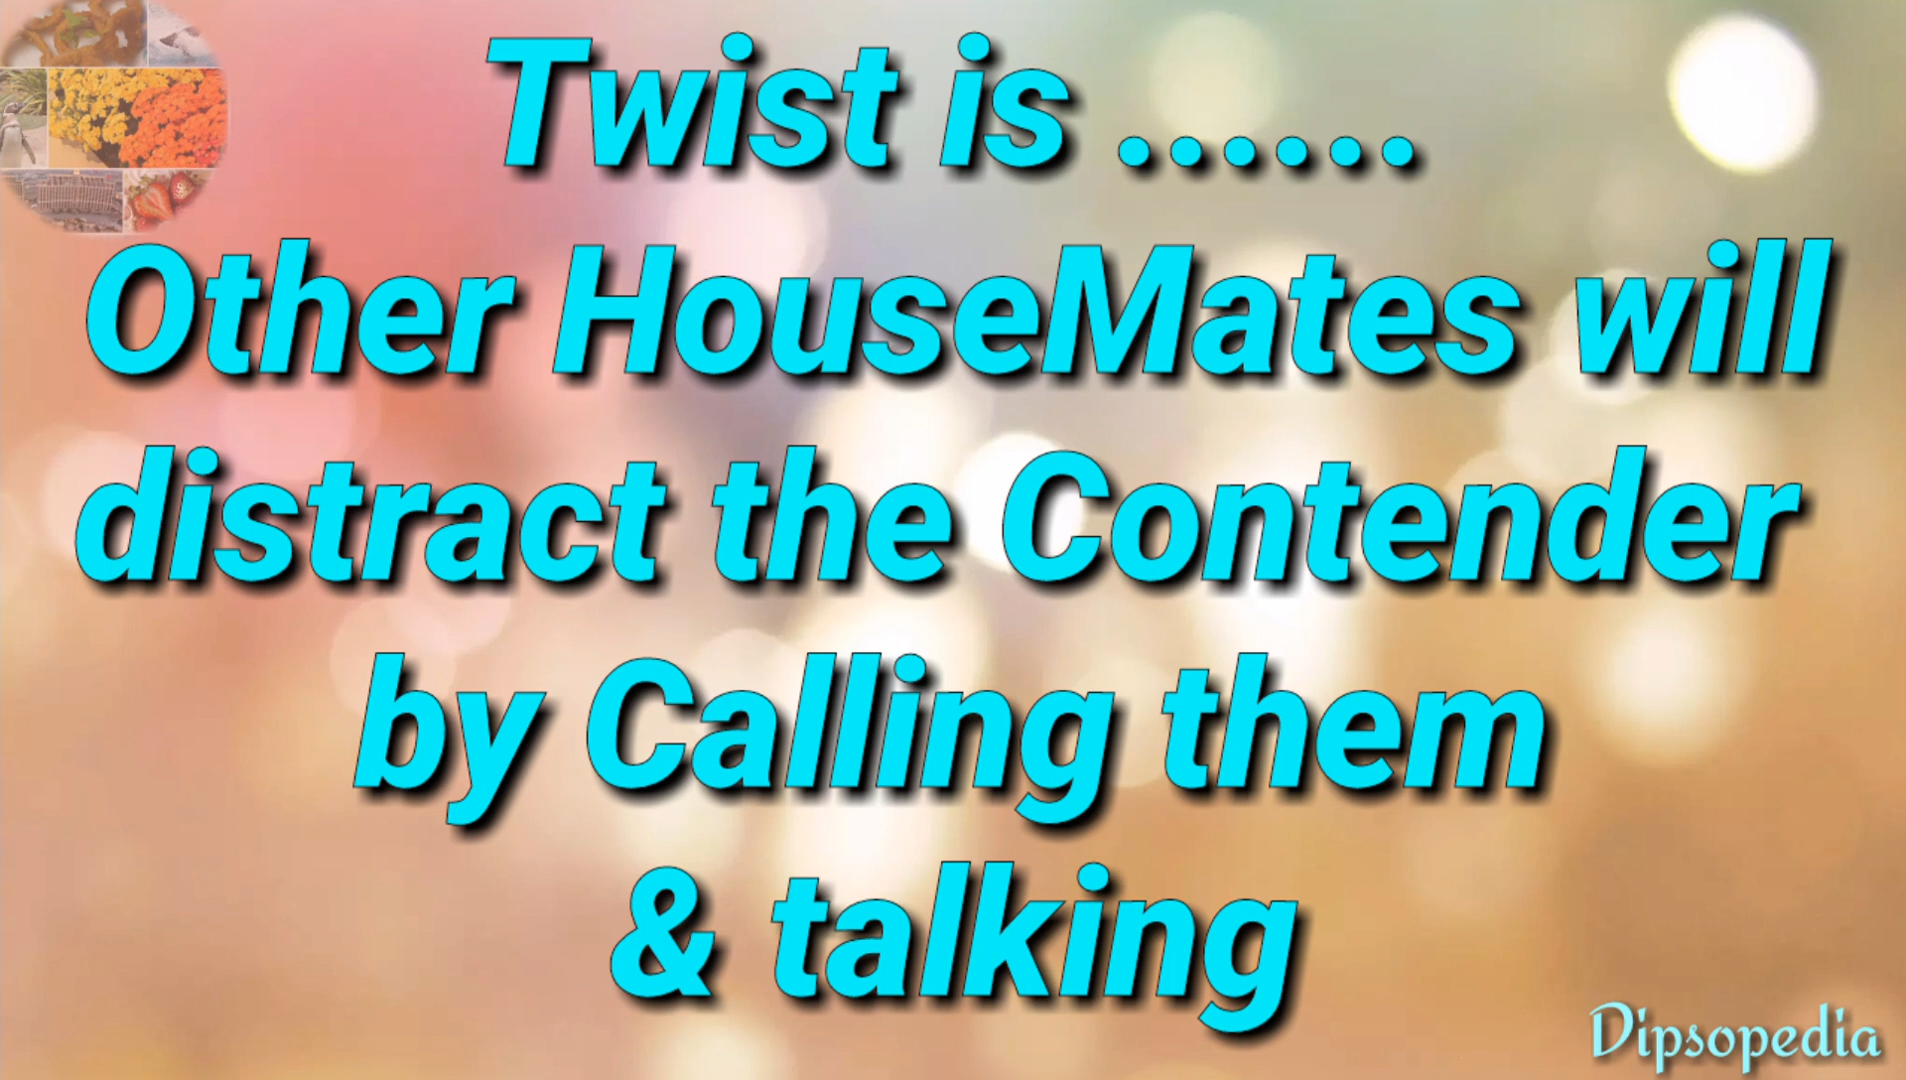 Twist is ......
Other HouseMates will
distract the Contender
by Calling them
& talking
Dipsopedia